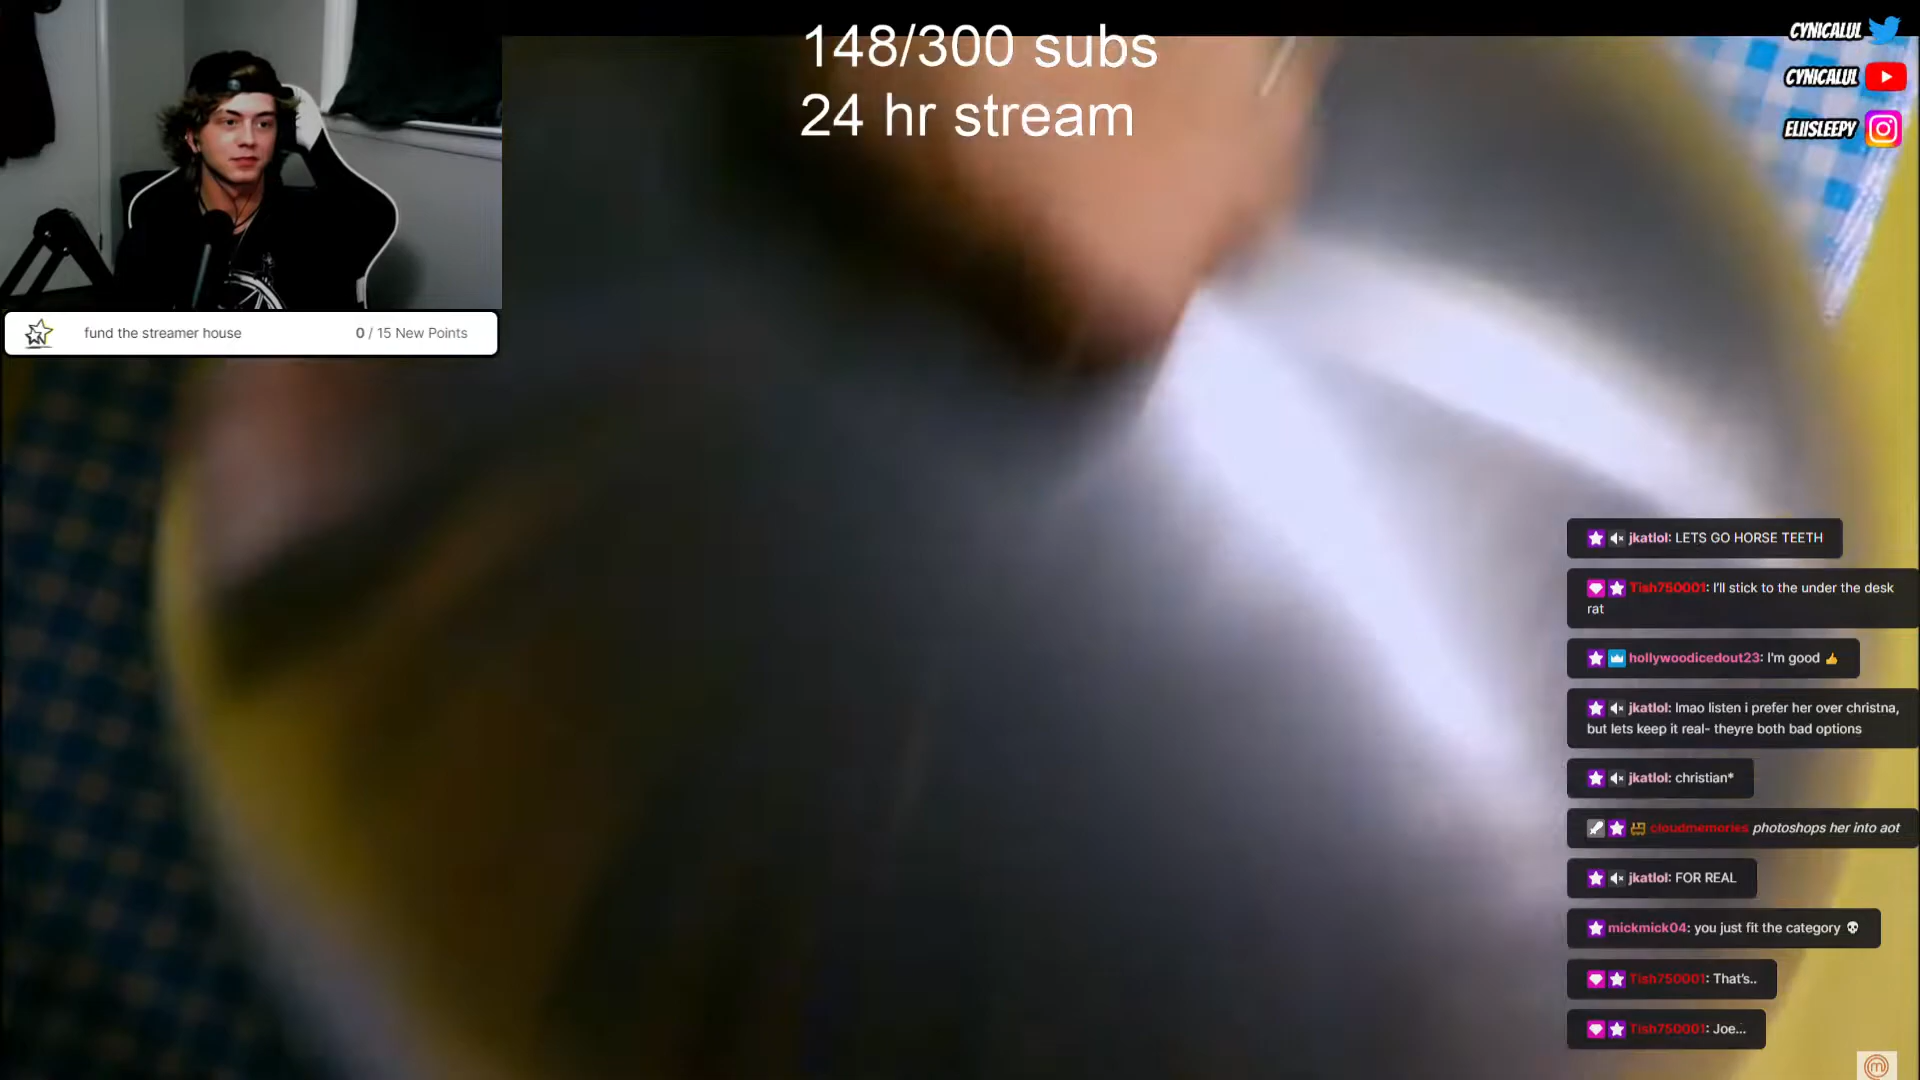 148/300 subs
24 hr stream
CYNICALUL
CYNICALUL
ELIISLEEPY
fund the streamer house
0 / 15 New Points
jkatlol: LETS GO HORSE TEETH
Tish750001: I'll stick to the under the desk
rat
hollywoodicedout23: I'm good 👍
jkatlol: lmao listen i prefer her over christna,
but lets keep it real- theyre both bad options
jkatlol: christian*
cloudmemories photoshops her into aot
jkatlol: FOR REAL
mickmick04: you just fit the category 💀
Tish750001: That's..
Tish750001: Joe...